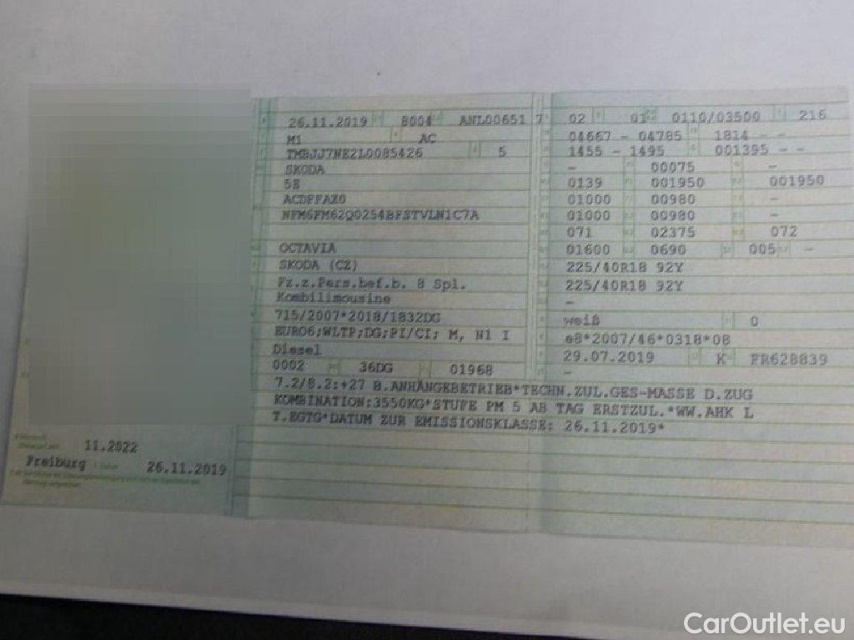 26.11.2019 8004 ANL00651 7
M1 AC
TMBJJ7NE2L0085426 5
SKODA
5E
ACDFFAX0
NFM6FM62Q0254BFSTVLN1C7A
OCTAVIA
SKODA (CZ)
Fz.z.Pers.bef.b. 8 Spl.
Kombilimousine
715/2007*2018/1832DG
EURO6;WLTP;DG;PI/CI; M, N1 I
Diesel
0002 36DG 01968
02 01 0110/03500 216
04667 - 04785 1814 - -
1455 - 1495 001395 - -
- 00075 -
0139 001950 001950
01000 00980 -
01000 00980 -
071 02375 072
01600 0690 005 -
225/40R18 92Y
225/40R18 92Y
-
weiß 0
e8*2007/46*0318*08
29.07.2019 K FR628839
7.2/8.2:+27 B.ANHÄNGEBETRIEB*TECHN.ZUL.GES-MASSE D.ZUG
KOMBINATION:3550KG*STUFE PM 5 AB TAG ERSTZUL.*WW.AHK L
T.EGTG*DATUM ZUR EMISSIONSKLASSE: 26.11.2019*
11.2022
Freiburg 26.11.2019
CarOutlet.eu